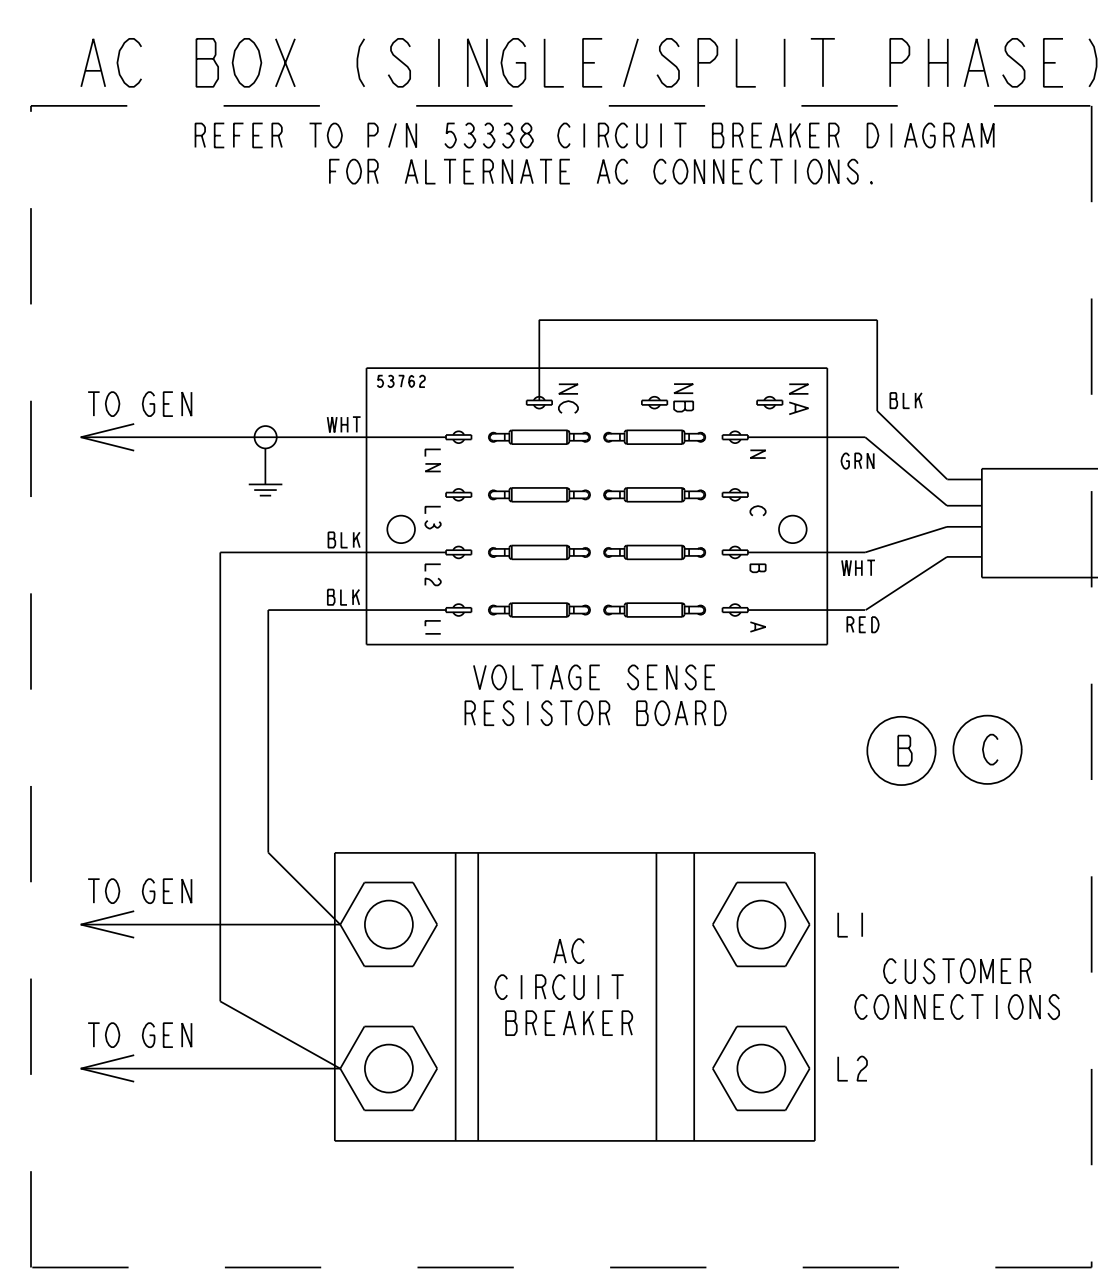 AC BOX (SINGLE/SPLIT PHASE)
REFER TO P/N 53338 CIRCUIT BREAKER DIAGRAM
FOR ALTERNATE AC CONNECTIONS.
53762
NC
NB
NA
BLK
TO GEN
WHT
LN
N
GRN
L3
C
BLK
L2
B
WHT
BLK
L1
A
RED
VOLTAGE SENSE
RESISTOR BOARD
B
C
TO GEN
L1
AC
CIRCUIT
BREAKER
CUSTOMER
CONNECTIONS
TO GEN
L2